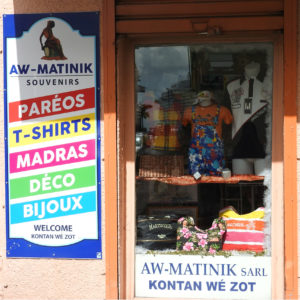 AW-MATINIK
SOUVENIRS
PARÉOS
T-SHIRTS
MADRAS
DÉCO
BIJOUX
WELCOME
KONTAN WÉ ZOT
AW-MATINIK SARL
KONTAN WÉ ZOT